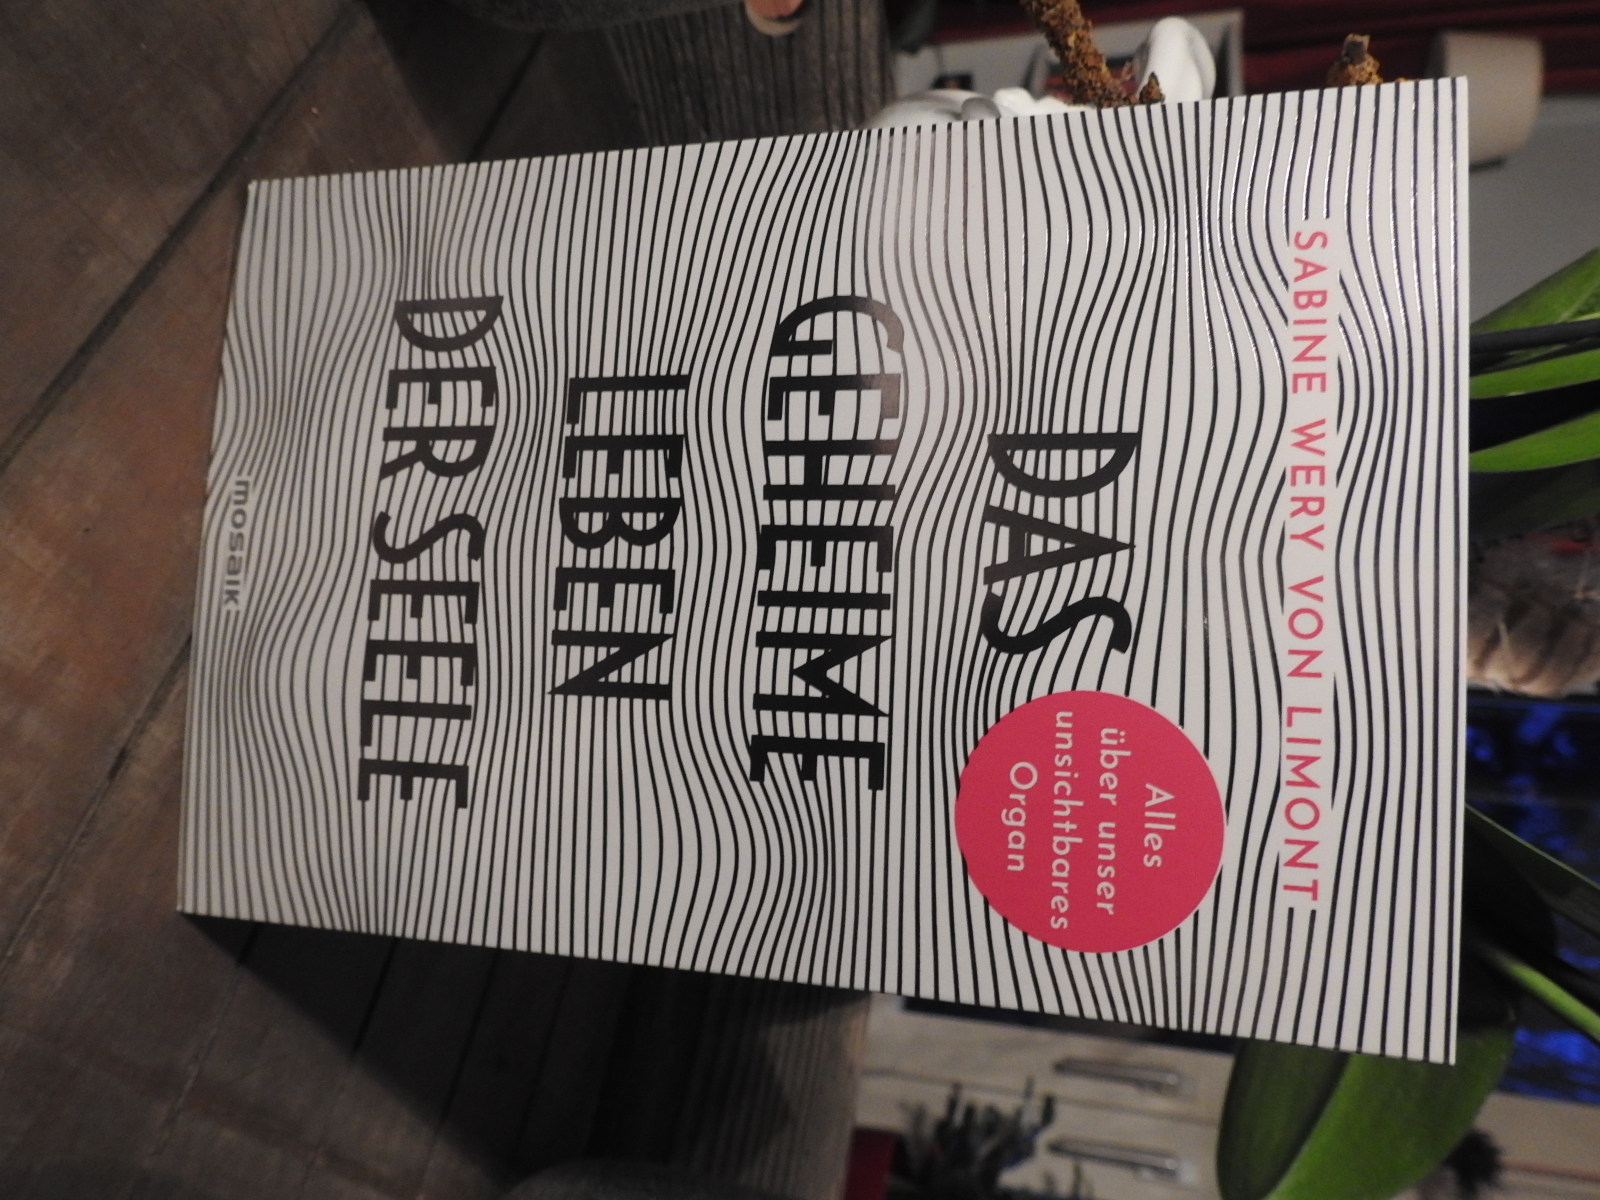 SABINE WERY VON LIMONT
Alles
über unser
unsichtbares
Organ
DAS
GEHEIME
LEBEN
DER SEELE
mosaik